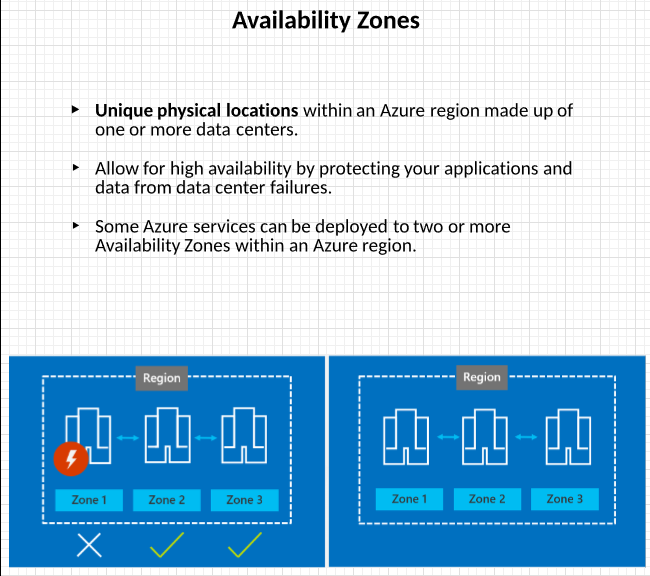 Availability Zones
Unique physical locations within an Azure region made up of
one or more data centers.
Allow for high availability by protecting your applications and
data from data center failures.
Some Azure services can be deployed to two or more
Availability Zones within an Azure region.
Region
Zone 1 Zone 2 Zone 3
Region
Zone 1 Zone 2 Zone 3